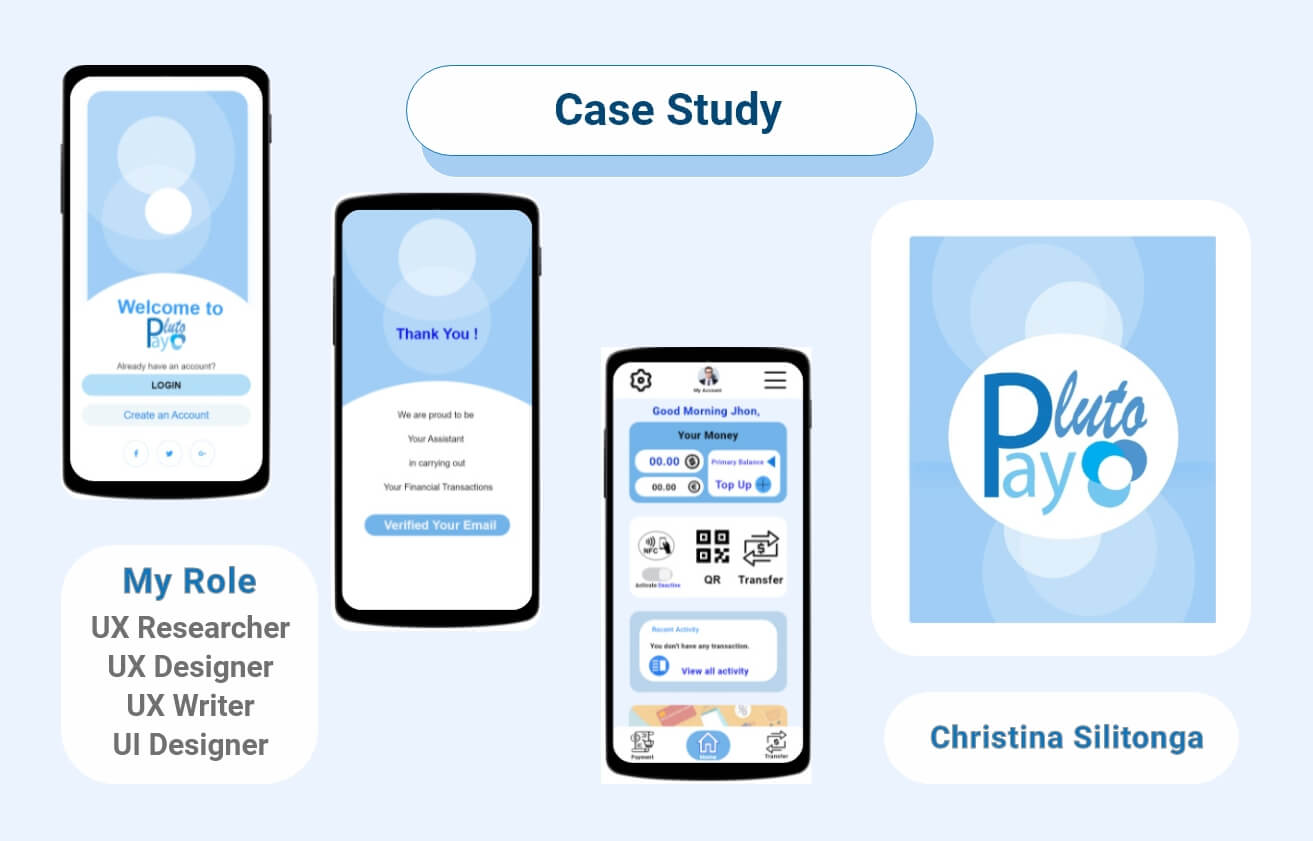 Case Study
Welcome to
Pluto
Pay
Already have an account?
LOGIN
Create an Account
f
G+
My Role
UX Researcher
UX Designer
UX Writer
UI Designer
Thank You !
We are proud to be
Your Assistant
in carrying out
Your Financial Transactions
Verified Your Email
My Account
Good Morning Jhon,
Your Money
00.00 $
Primary Balance
00.00 €
Top Up
NFC
Activate Deactive
QR
$
Transfer
Recent Activity
You don't have any transaction.
View all activity
Payment
Home
Transfer
Pluto
Pay
Christina Silitonga